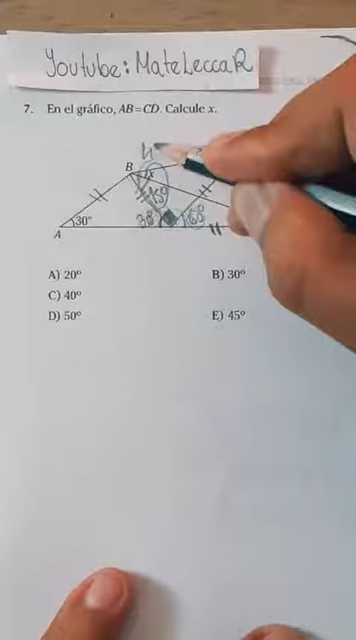 Youtube: MateLeccaR
7. En el gráfico, AB=CD. Calcule x.
B
30°
A
A) 20°
B) 30°
C) 40°
D) 50°
E) 45°